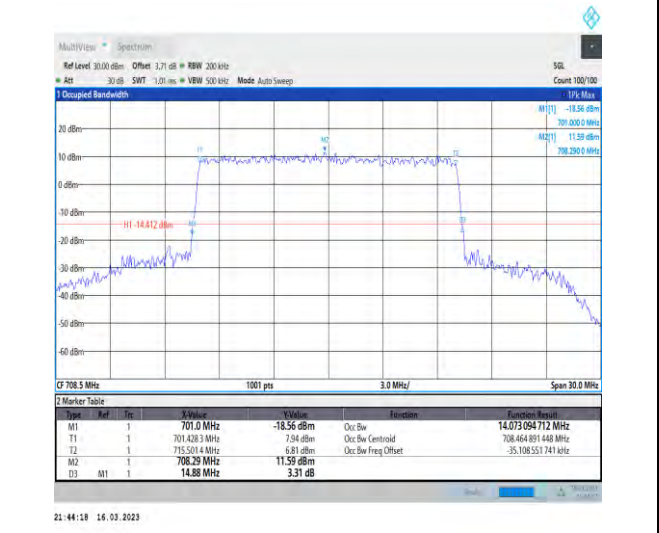 MultiView Spectrum
Ref Level 30.00 dBm Offset 3.71 dB RBW 200 kHz SGL
Att 30 dB SWT 1.01 ms VBW 500 kHz Mode Auto Sweep Count 100/100
1 Occupied Bandwidth 1Pk Max
M1[1] -18.56 dBm
701.000 0 MHz
M2[1] 11.59 dBm
708.290 0 MHz
20 dBm
M2
T1 T2
10 dBm
0 dBm
-10 dBm
H1 -14.412 dBm M1 D3
-20 dBm
-30 dBm
-40 dBm
-50 dBm
-60 dBm
CF 708.5 MHz 1001 pts 3.0 MHz/ Span 30.0 MHz
2 Marker Table
Type Ref Trc X-Value Y-Value Function Function Result
M1 1 701.0 MHz -18.56 dBm Occ Bw 14.073 094 712 MHz
T1 1 701.428 3 MHz 7.94 dBm Occ Bw Centroid 708.464 891 448 MHz
T2 1 715.501 4 MHz 6.81 dBm Occ Bw Freq Offset -35.108 551 741 kHz
M2 1 708.29 MHz 11.59 dBm
D3 M1 1 14.88 MHz 3.31 dB
21:44:18 16.03.2023